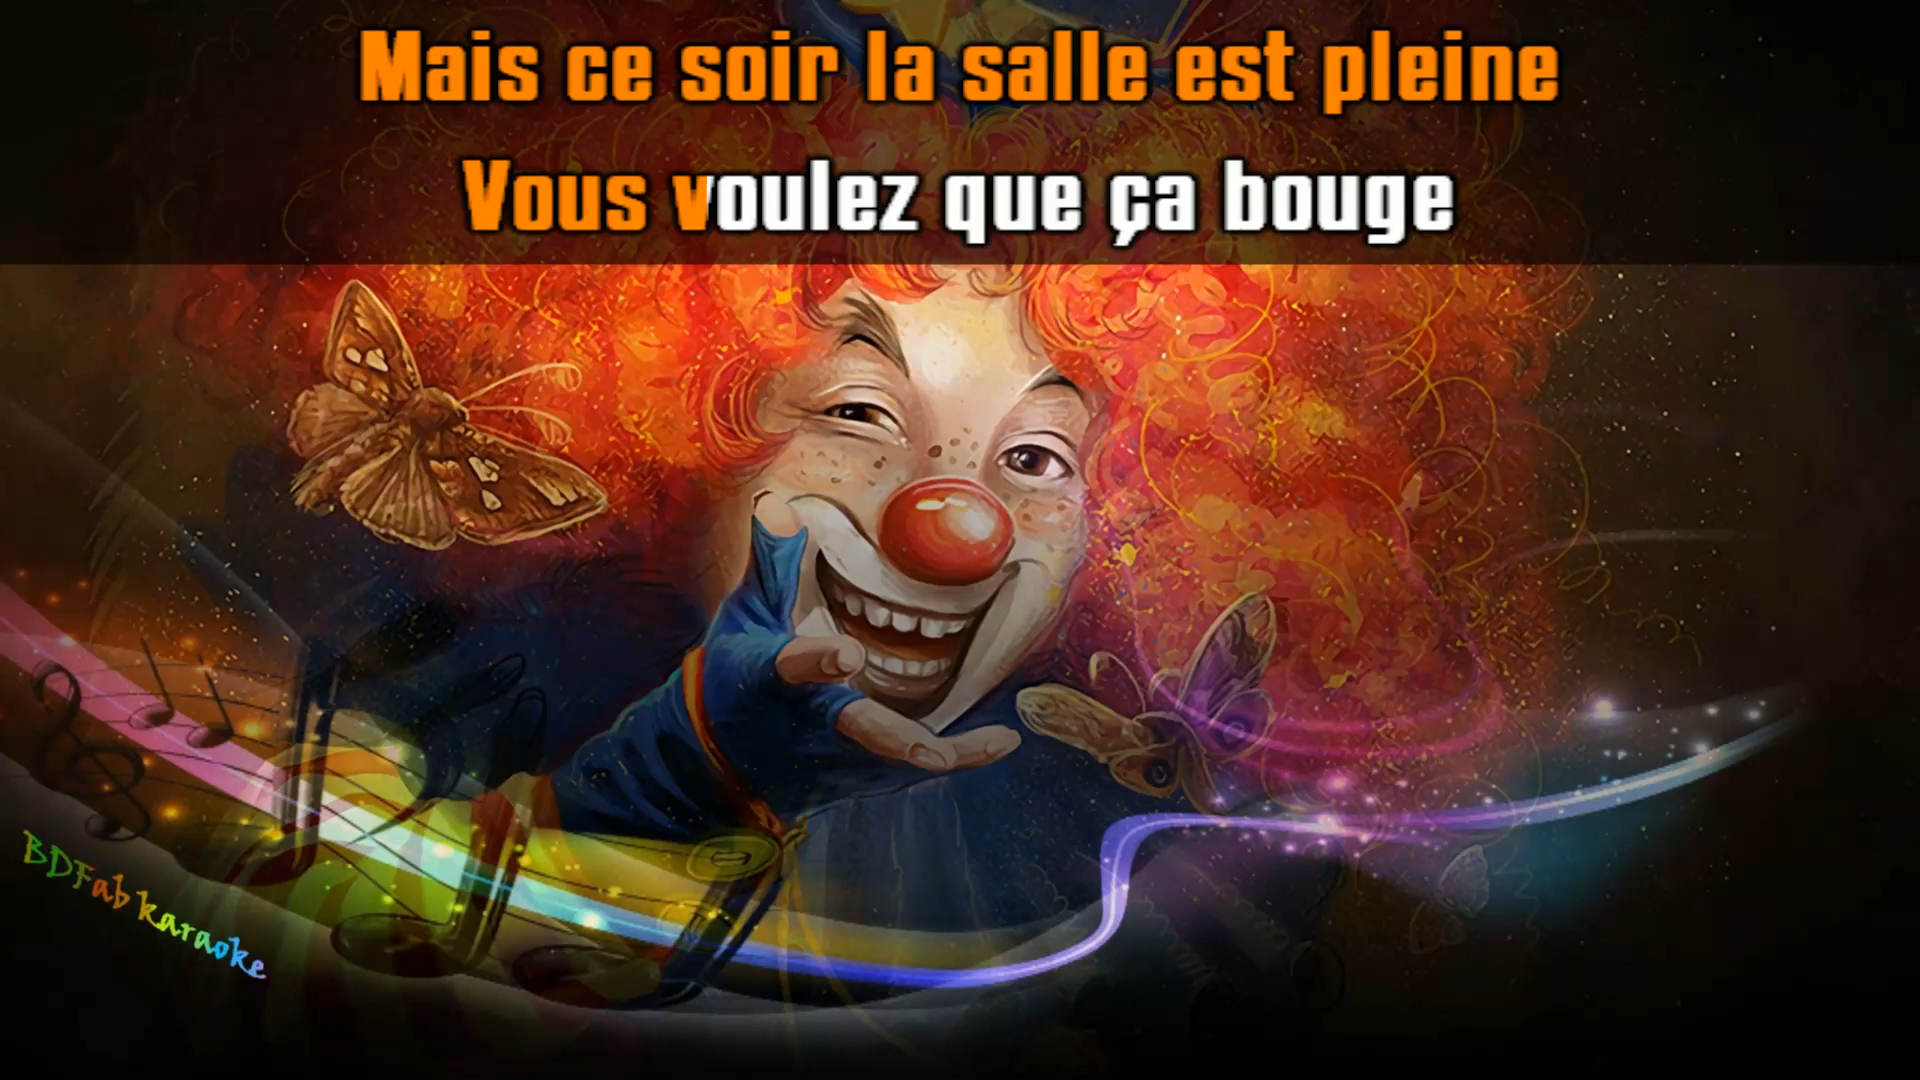 Mais ce soir la salle est pleine
Vous voulez que ça bouge
BDFab karaoke